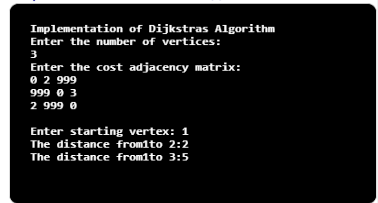 Implementation of Dijkstras Algorithm
Enter the number of vertices:
3
Enter the cost adjacency matrix:
0 2 999
999 0 3
2 999 0
Enter starting vertex: 1
The distance from1to 2:2
The distance from1to 3:5